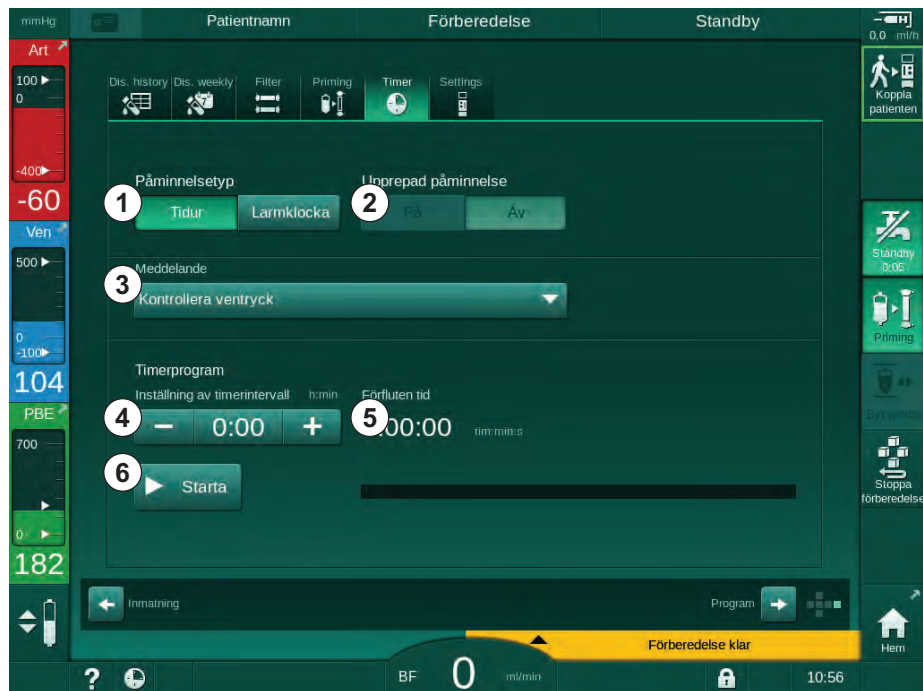 mmHg
Patientnamn
Förberedelse
Standby
0,0 ml/h
Art
100
0
-400
-60
Ven
500
0
-100
104
PBE
700
0
182
Dis. history
Dis. weekly
Filter
Priming
Timer
Settings
Påminnelsetyp
Upprepad påminnelse
1
Tidur
Larmklocka
2
På
Av
Meddelande
3
Kontrollera ventryck
Timerprogram
Inställning av timerintervall h:min
Förfluten tid
4
0:00
5
:00:00 tim:min:s
6
Starta
Inmatning
Program
Förberedelse klar
BF 0 ml/min
10:56
Koppla
patienten
Standby
0:05
Priming
Stoppa
förberedelse
Hem